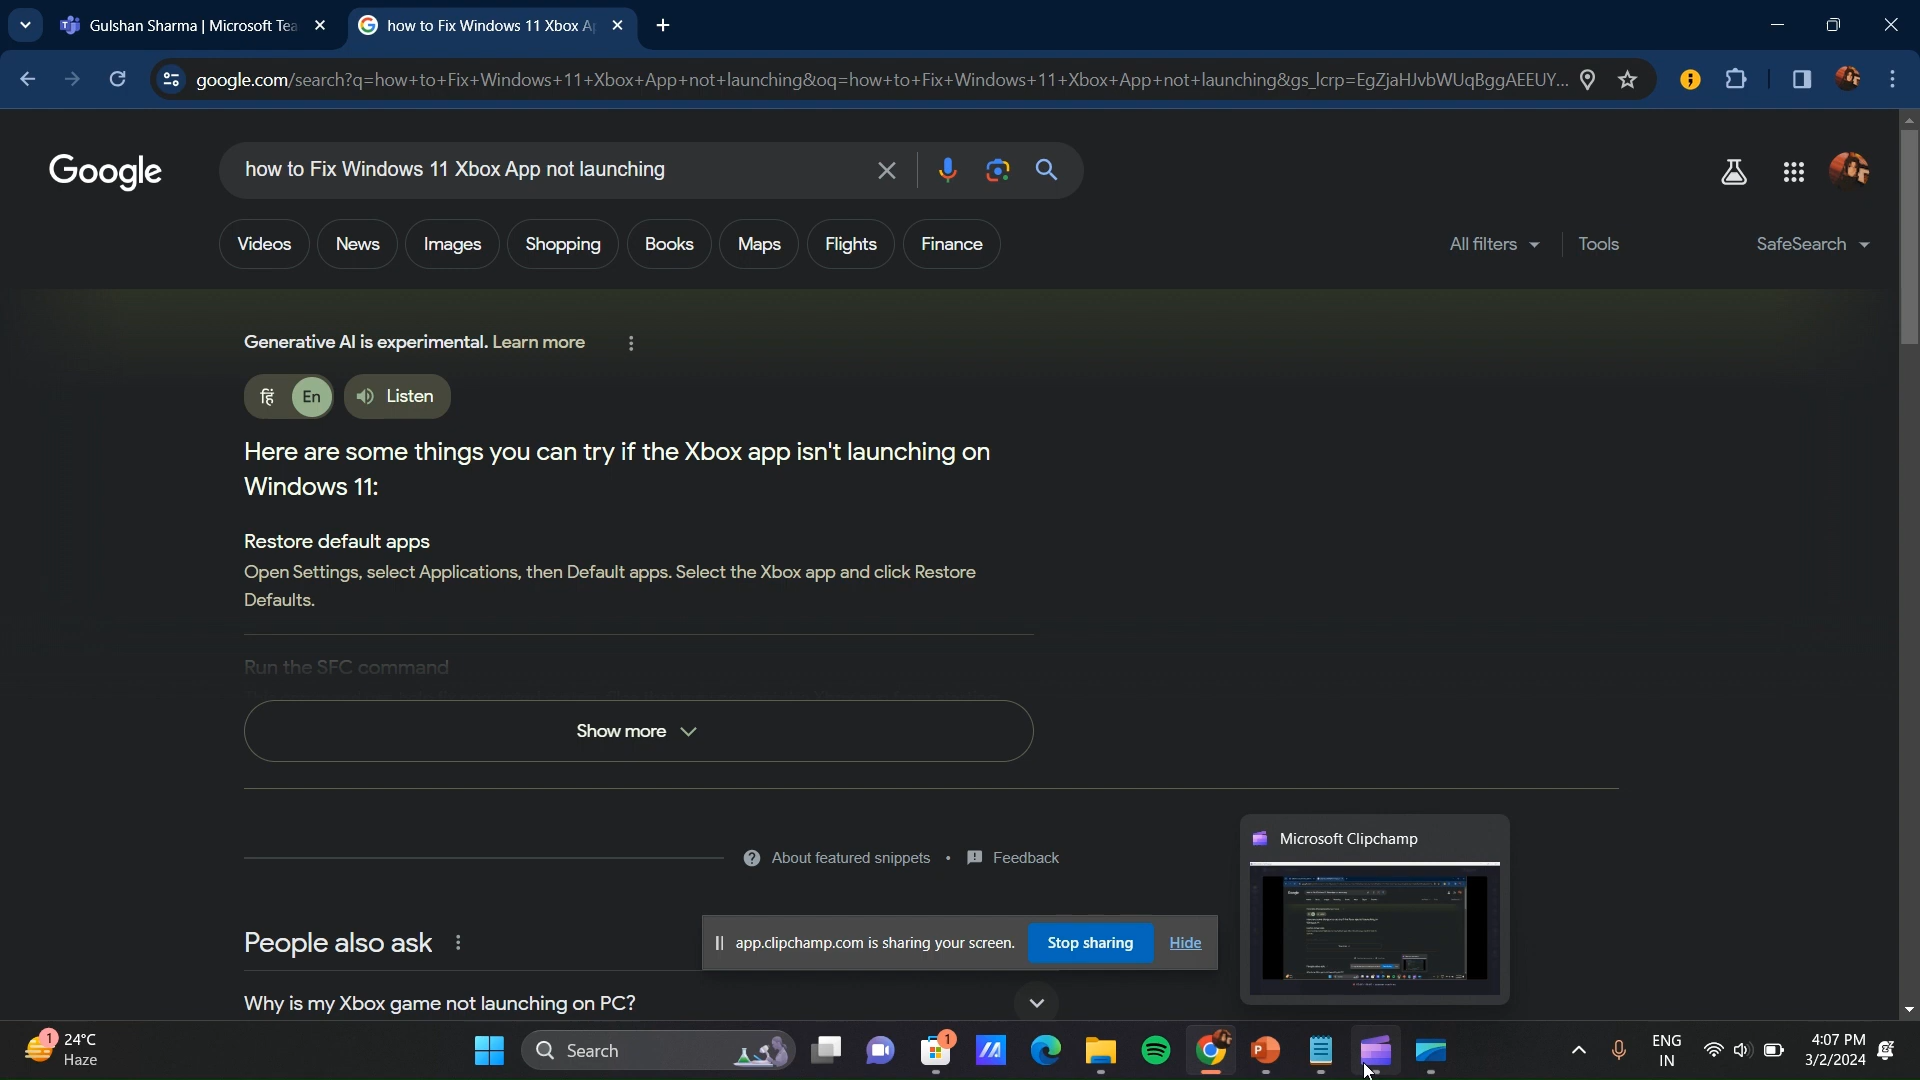 Gulshan Sharma | Microsoft Tea
how to Fix Windows 11 Xbox A
google.com/search?q=how+to+Fix+Windows+11+Xbox+App+not+launching&oq=how+to+Fix+Windows+11+Xbox+App+not+launching&gs_lcrp=EgZjaHJvbWUqBggAEEUY...
Google
how to Fix Windows 11 Xbox App not launching
Videos News Images Shopping Books Maps Flights Finance
All filters Tools SafeSearch
Generative AI is experimental. Learn more
हिं En Listen
Here are some things you can try if the Xbox app isn't launching on
Windows 11:
Restore default apps
Open Settings, select Applications, then Default apps. Select the Xbox app and click Restore
Defaults.
Run the SFC command
Show more
Microsoft Clipchamp
About featured snippets • Feedback
People also ask
app.clipchamp.com is sharing your screen. Stop sharing Hide
Why is my Xbox game not launching on PC?
1
24°C
Haze
Search
1
ENG
IN
4:07 PM
3/2/2024